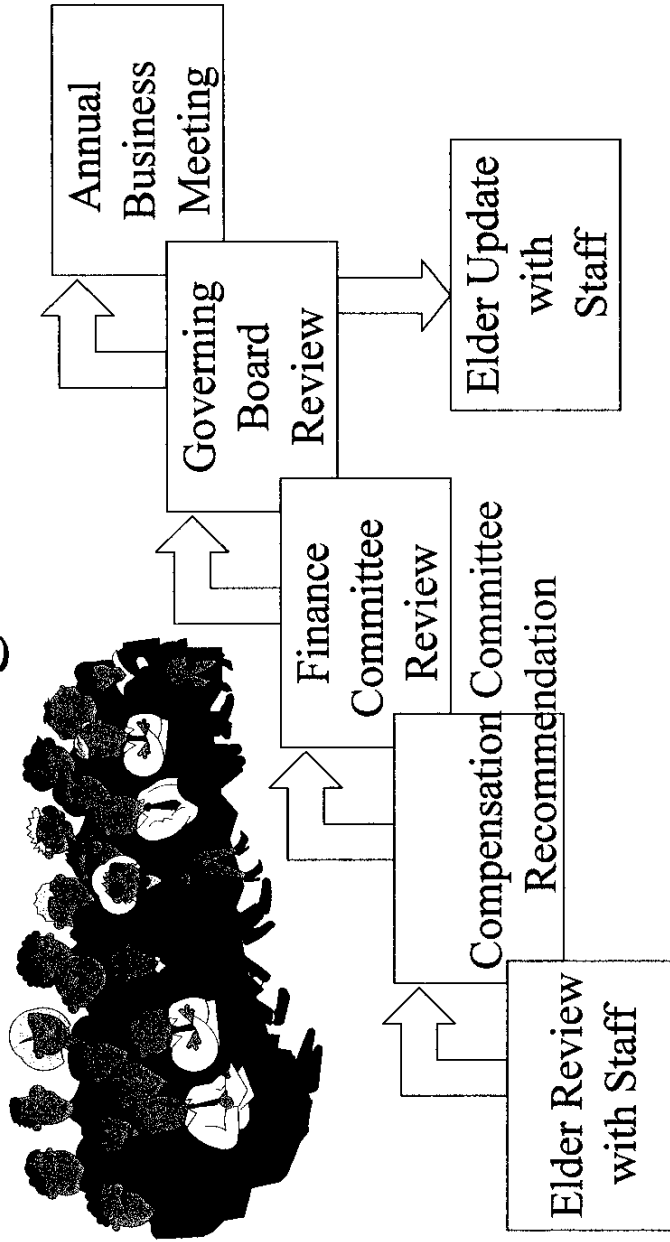 Elder Review
with Staff
Compensation Committee
Recommendation
Finance
Committee
Review
Governing
Board
Review
Annual
Business
Meeting
Elder Update
with
Staff